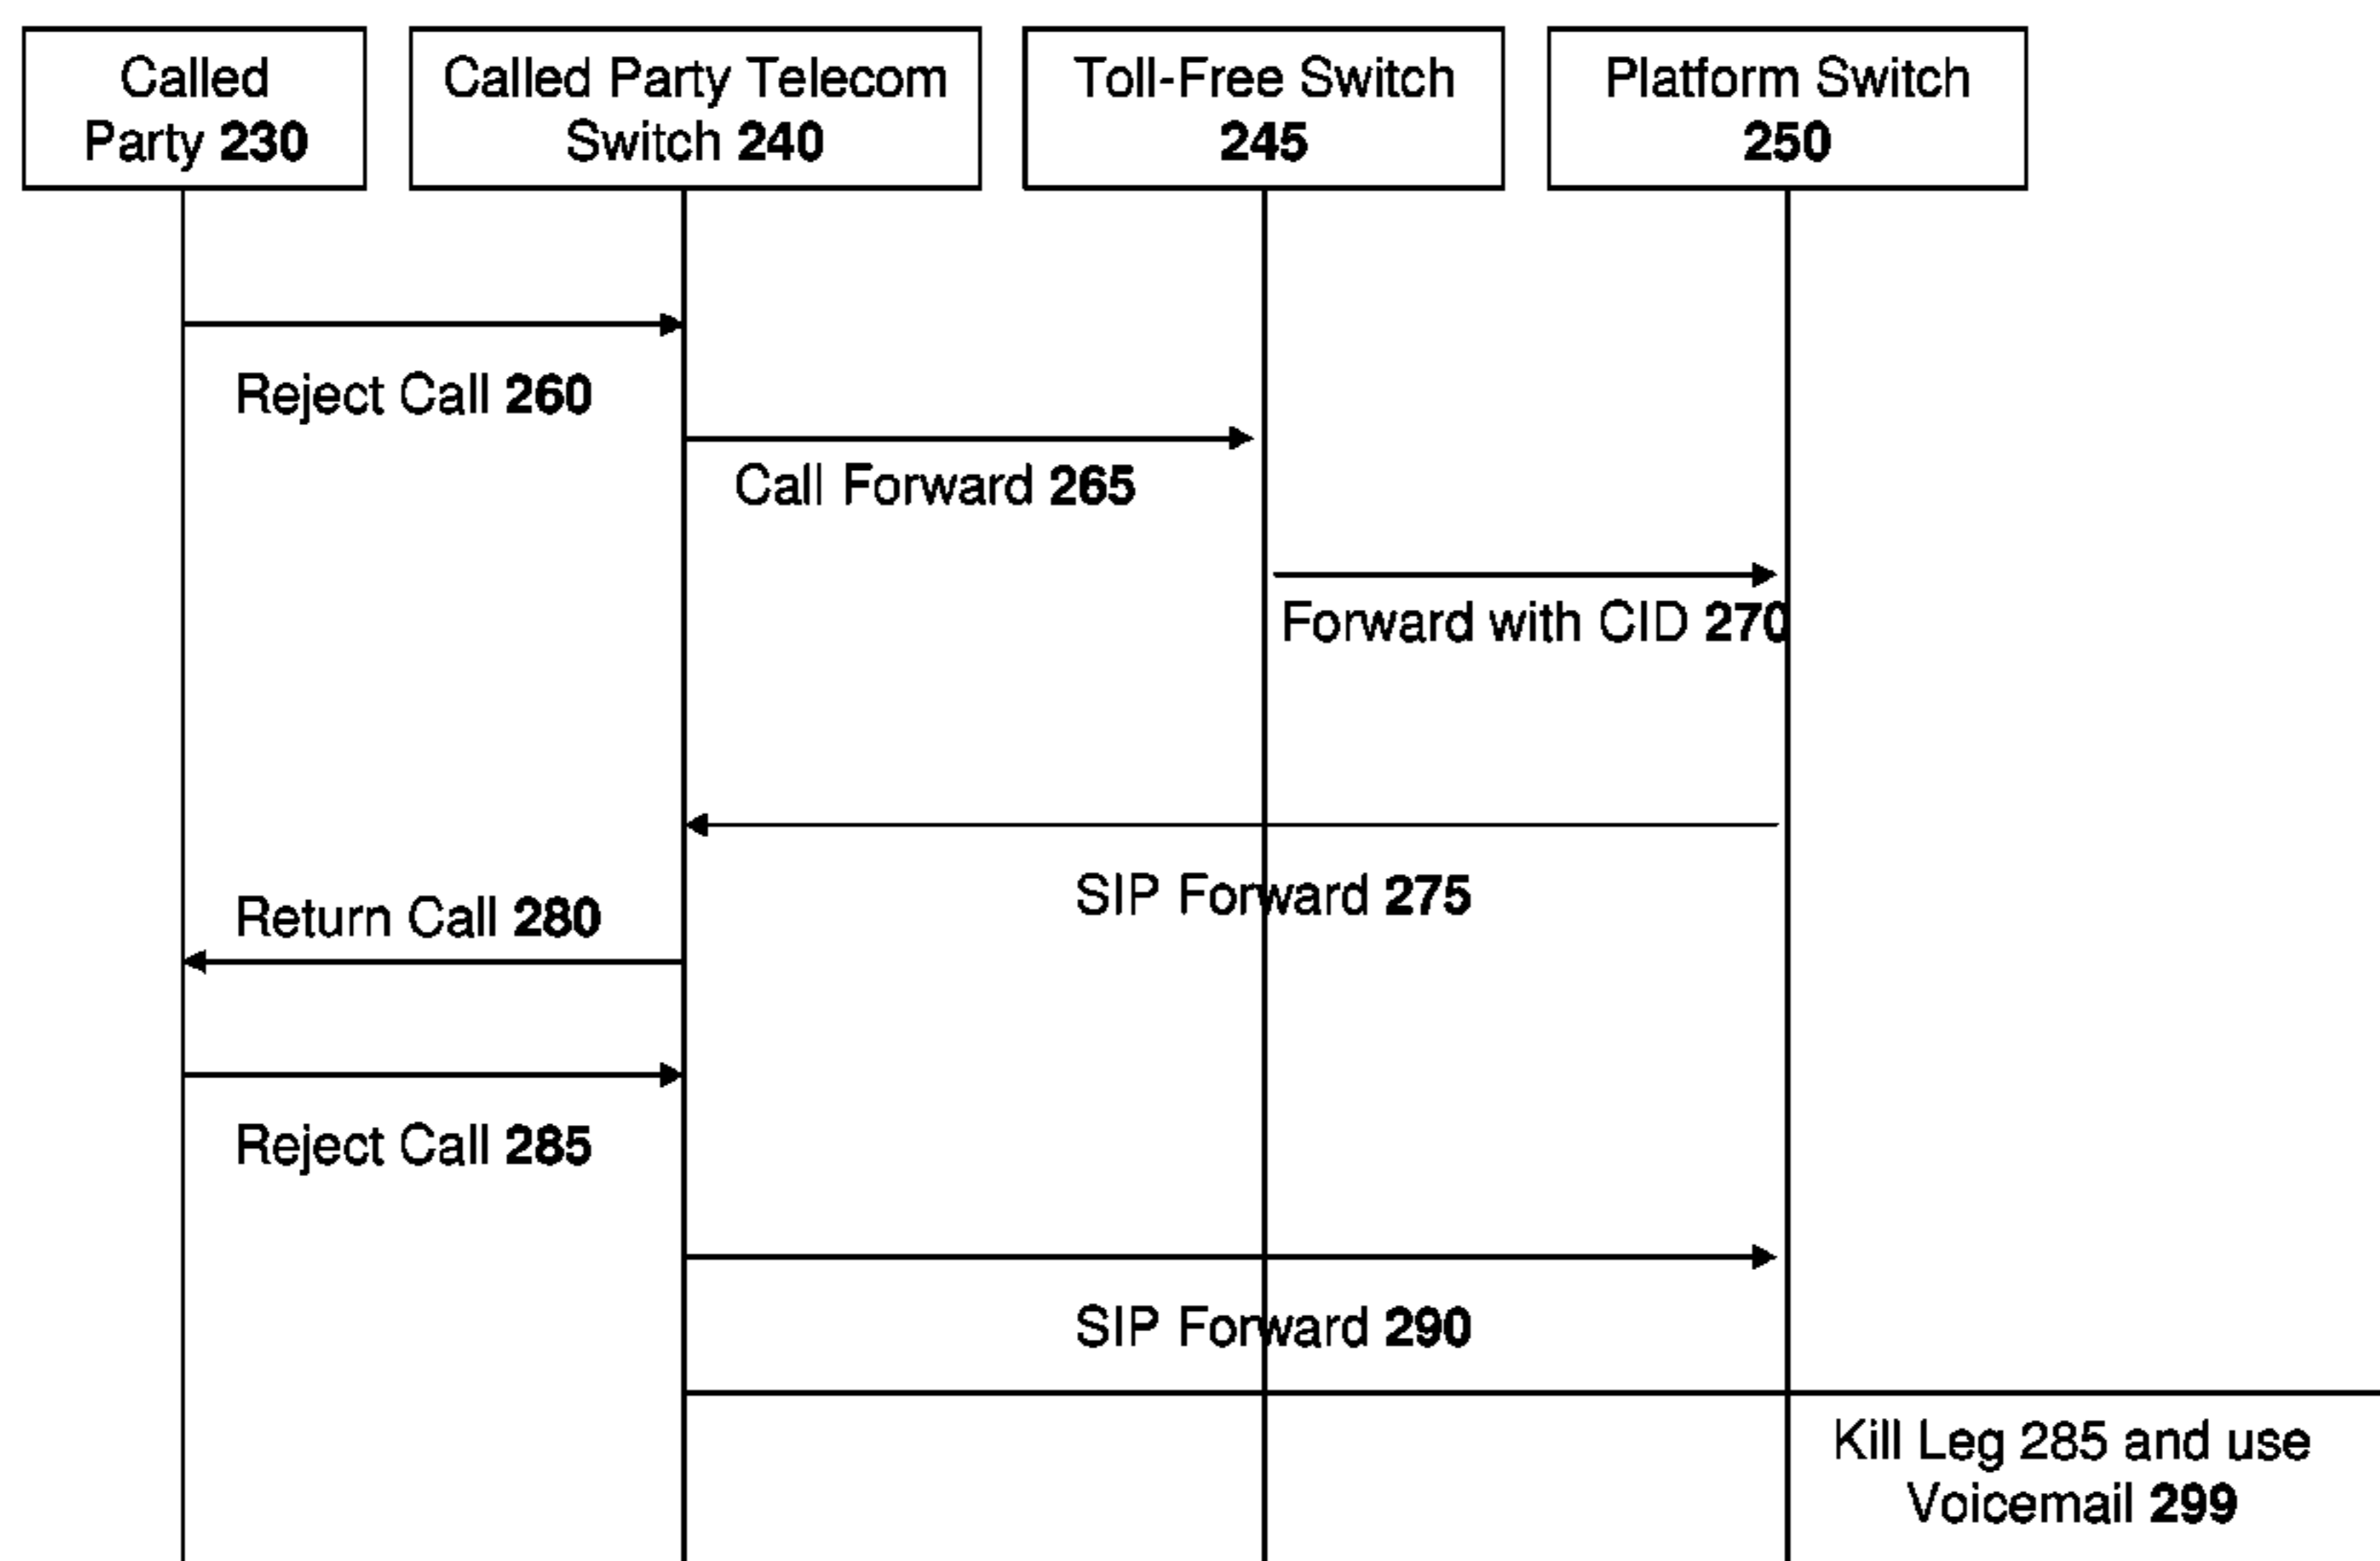 Called
Party 230
Called Party Telecom
Switch 240
Toll-Free Switch
245
Platform Switch
250
Reject Call 260
Call Forward 265
Forward with CID 270
SIP Forward 275
Return Call 280
Reject Call 285
SIP Forward 290
Kill Leg 285 and use
Voicemail 299